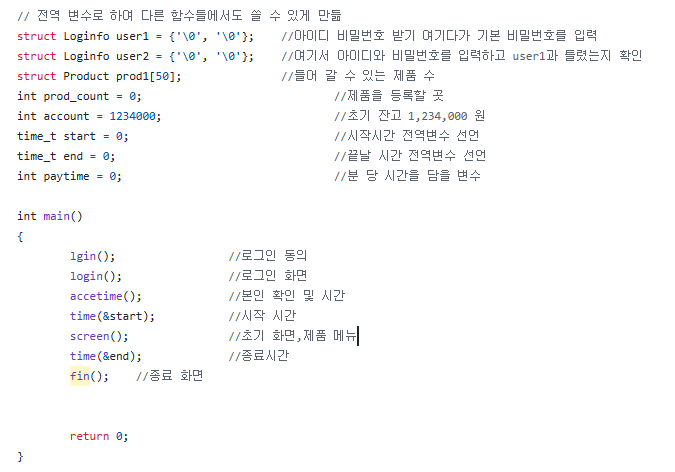 // 전역 변수로 하여 다른 함수들에서도 쓸 수 있게 만듦
struct Loginfo user1 = {'\0', '\0'};    //아이디 비밀번호 받기 여기다가 기본 비밀번호를 입력
struct Loginfo user2 = {'\0', '\0'};    //여기서 아이디와 비밀번호를 입력하고 user1과 틀렸는지 확인
struct Product prod1[50];               //들어 갈 수 있는 제품 수
int prod_count = 0;                             //제품을 등록할 곳
int account = 1234000;                          //초기 잔고 1,234,000 원
time_t start = 0;                               //시작시간 전역변수 선언
time_t end = 0;                                 //끝날 시간 전역변수 선언
int paytime = 0;                                //분 당 시간을 담을 변수
int main()
{
        lgin();                 //로그인 동의
        login();                //로그인 화면
        accetime();             //본인 확인 및 시간
        time(&start);           //시작 시간
        screen();               //초기 화면,제품 메뉴
        time(&end);             //종료시간
        fin();    //종료 화면
        return 0;
}